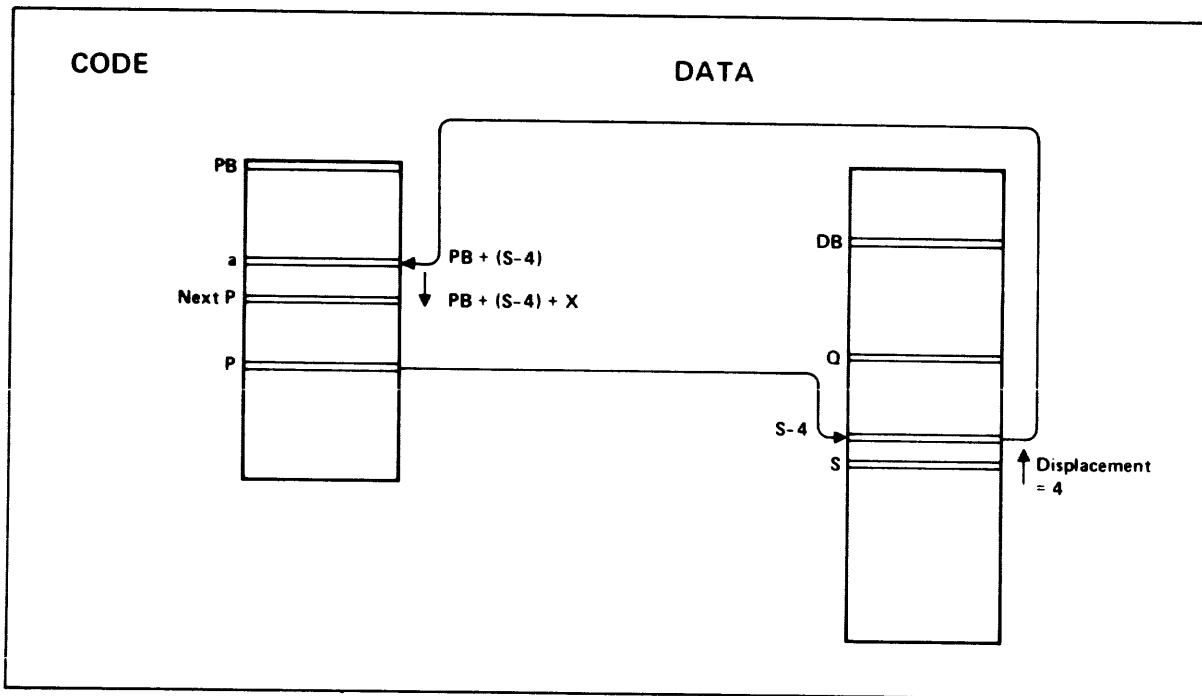 CODE
DATA
PB
a
PB + (S-4)
Next P
PB + (S-4) + X
P
DB
Q
S-4
S
Displacement
= 4